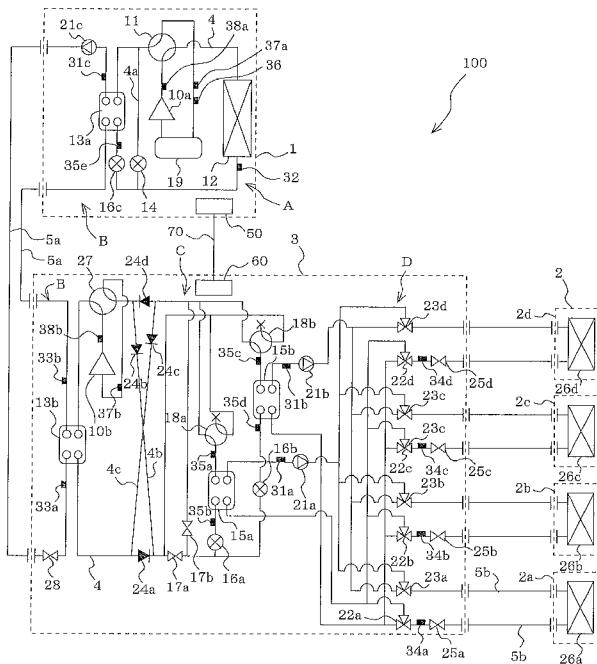 21c
11
4
38a
37a
36
100
31c
4a
10a
13a
35e
1
32
16c
14
19
12
A
50
B
5a
5a
70
60
C
3
D
2
B
27
24d
18b
23d
2d
38b
35c
15b
33b
24b
24c
31b
21b
22d
34d
25d
26d
13b
10b
37b
18a
35d
23c
2c
4c
4b
35a
16b
23c
22c
34c
25c
26c
33a
31a
21a
23b
2b
35b
15a
22b
34b
25b
26b
28
4
24a
17a
17b
16a
23a
5b
2a
22a
34a
25a
5b
26a